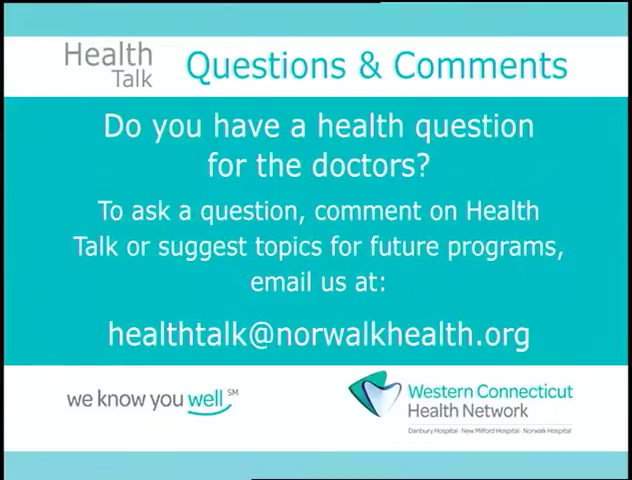 Health
Talk
Questions & Comments
Do you have a health question
for the doctors?
To ask a question, comment on Health
Talk or suggest topics for future programs,
email us at:
healthtalk@norwalkhealth.org
we know you well SM
Western Connecticut
Health Network
Danbury Hospital · New Milford Hospital · Norwalk Hospital